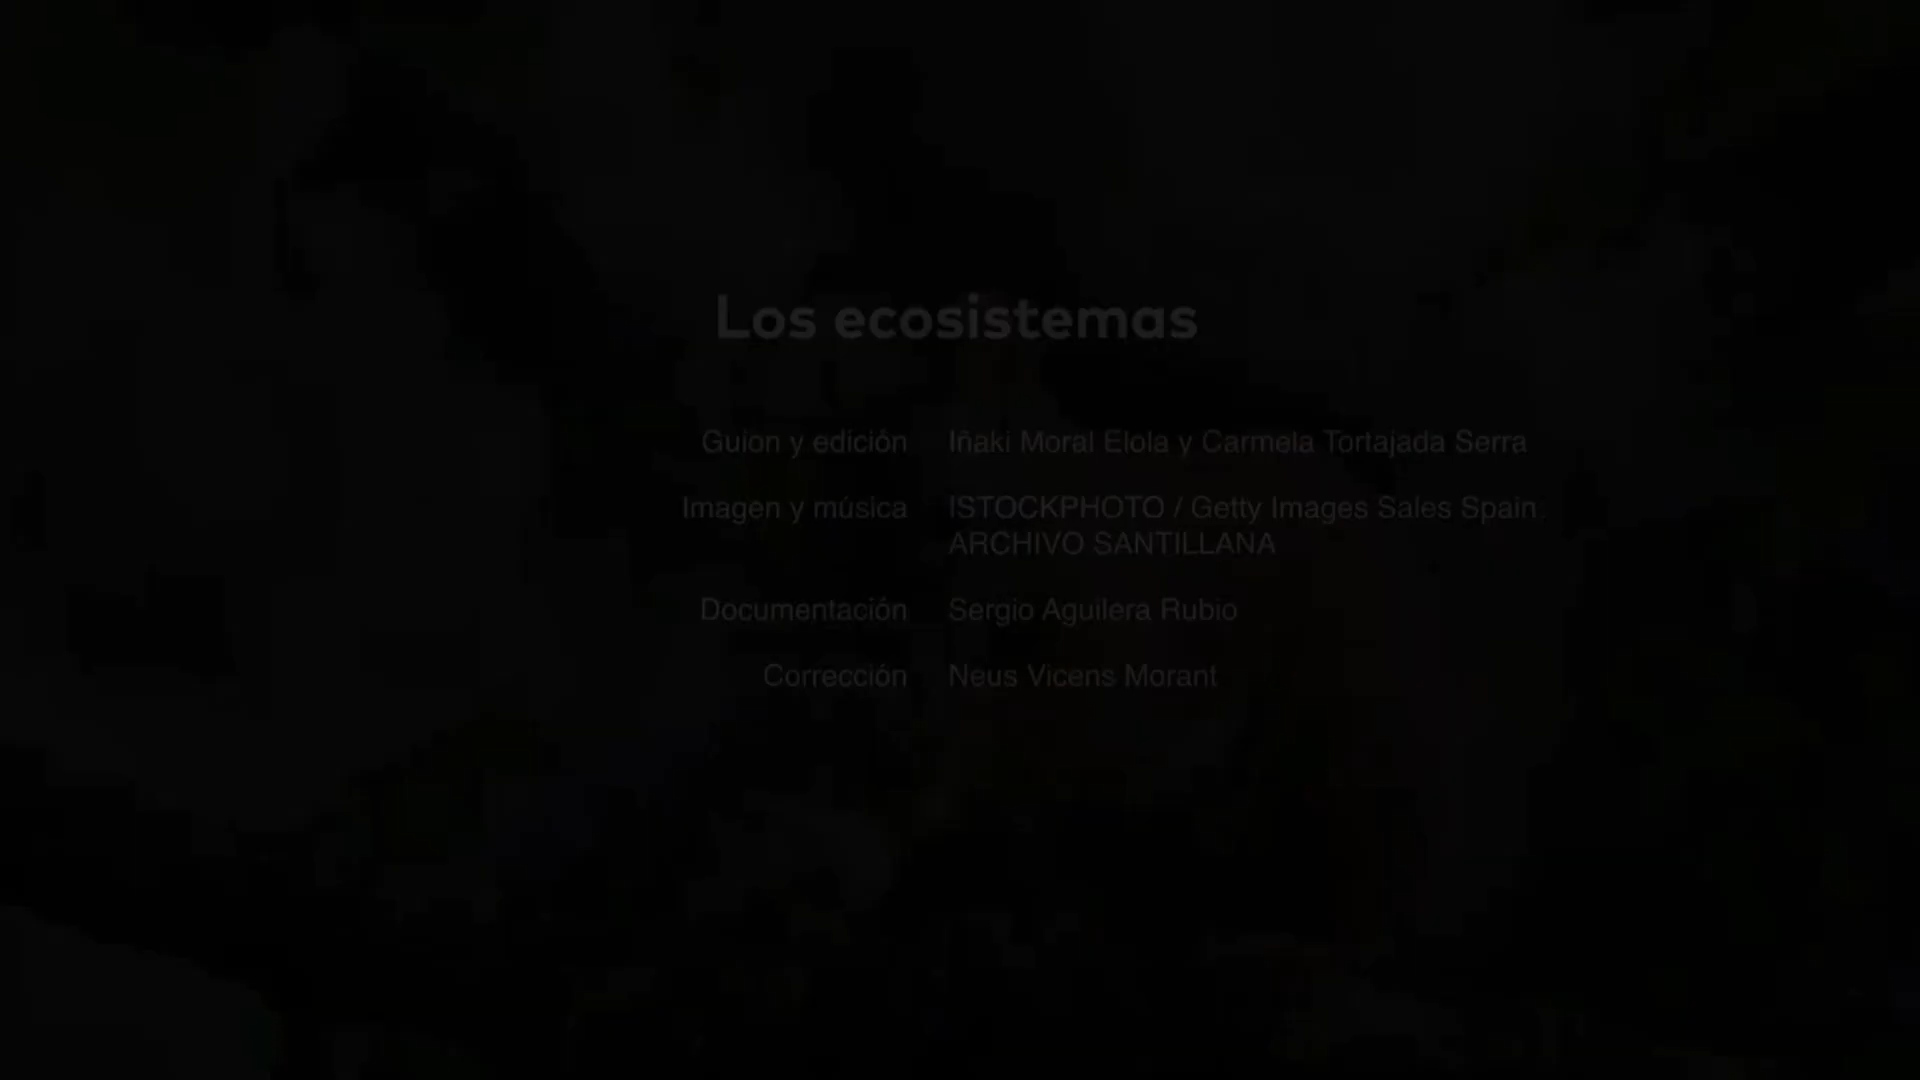 Los ecosistemas
Guion y edición Iñaki Moral Elola y Carmela Tortajada Serra
Imagen y música ISTOCKPHOTO / Getty Images Sales Spain.
ARCHIVO SANTILLANA
Documentación Sergio Aguilera Rubio
Corrección Neus Vicens Morant